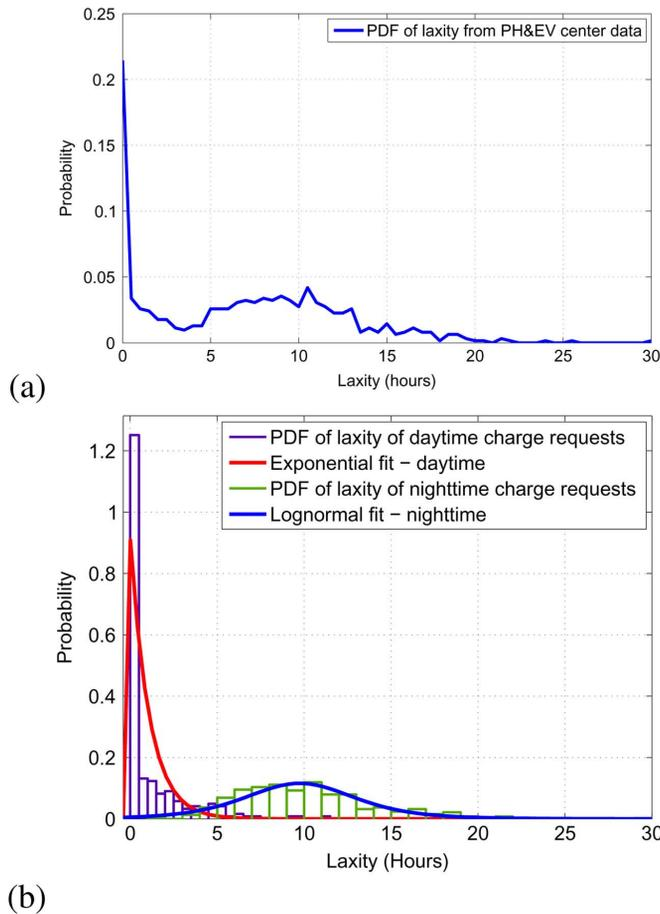 0.25
PDF of laxity from PH&EV center data
0.2
0.15
Probability
0.1
0.05
0
0 5 10 15 20 25 30
Laxity (hours)
(a)
PDF of laxity of daytime charge requests
1.2
Exponential fit − daytime
PDF of laxity of nighttime charge requests
1
Lognormal fit − nighttime
0.8
Probability
0.6
0.4
0.2
0
0 5 10 15 20 25 30
Laxity (Hours)
(b)